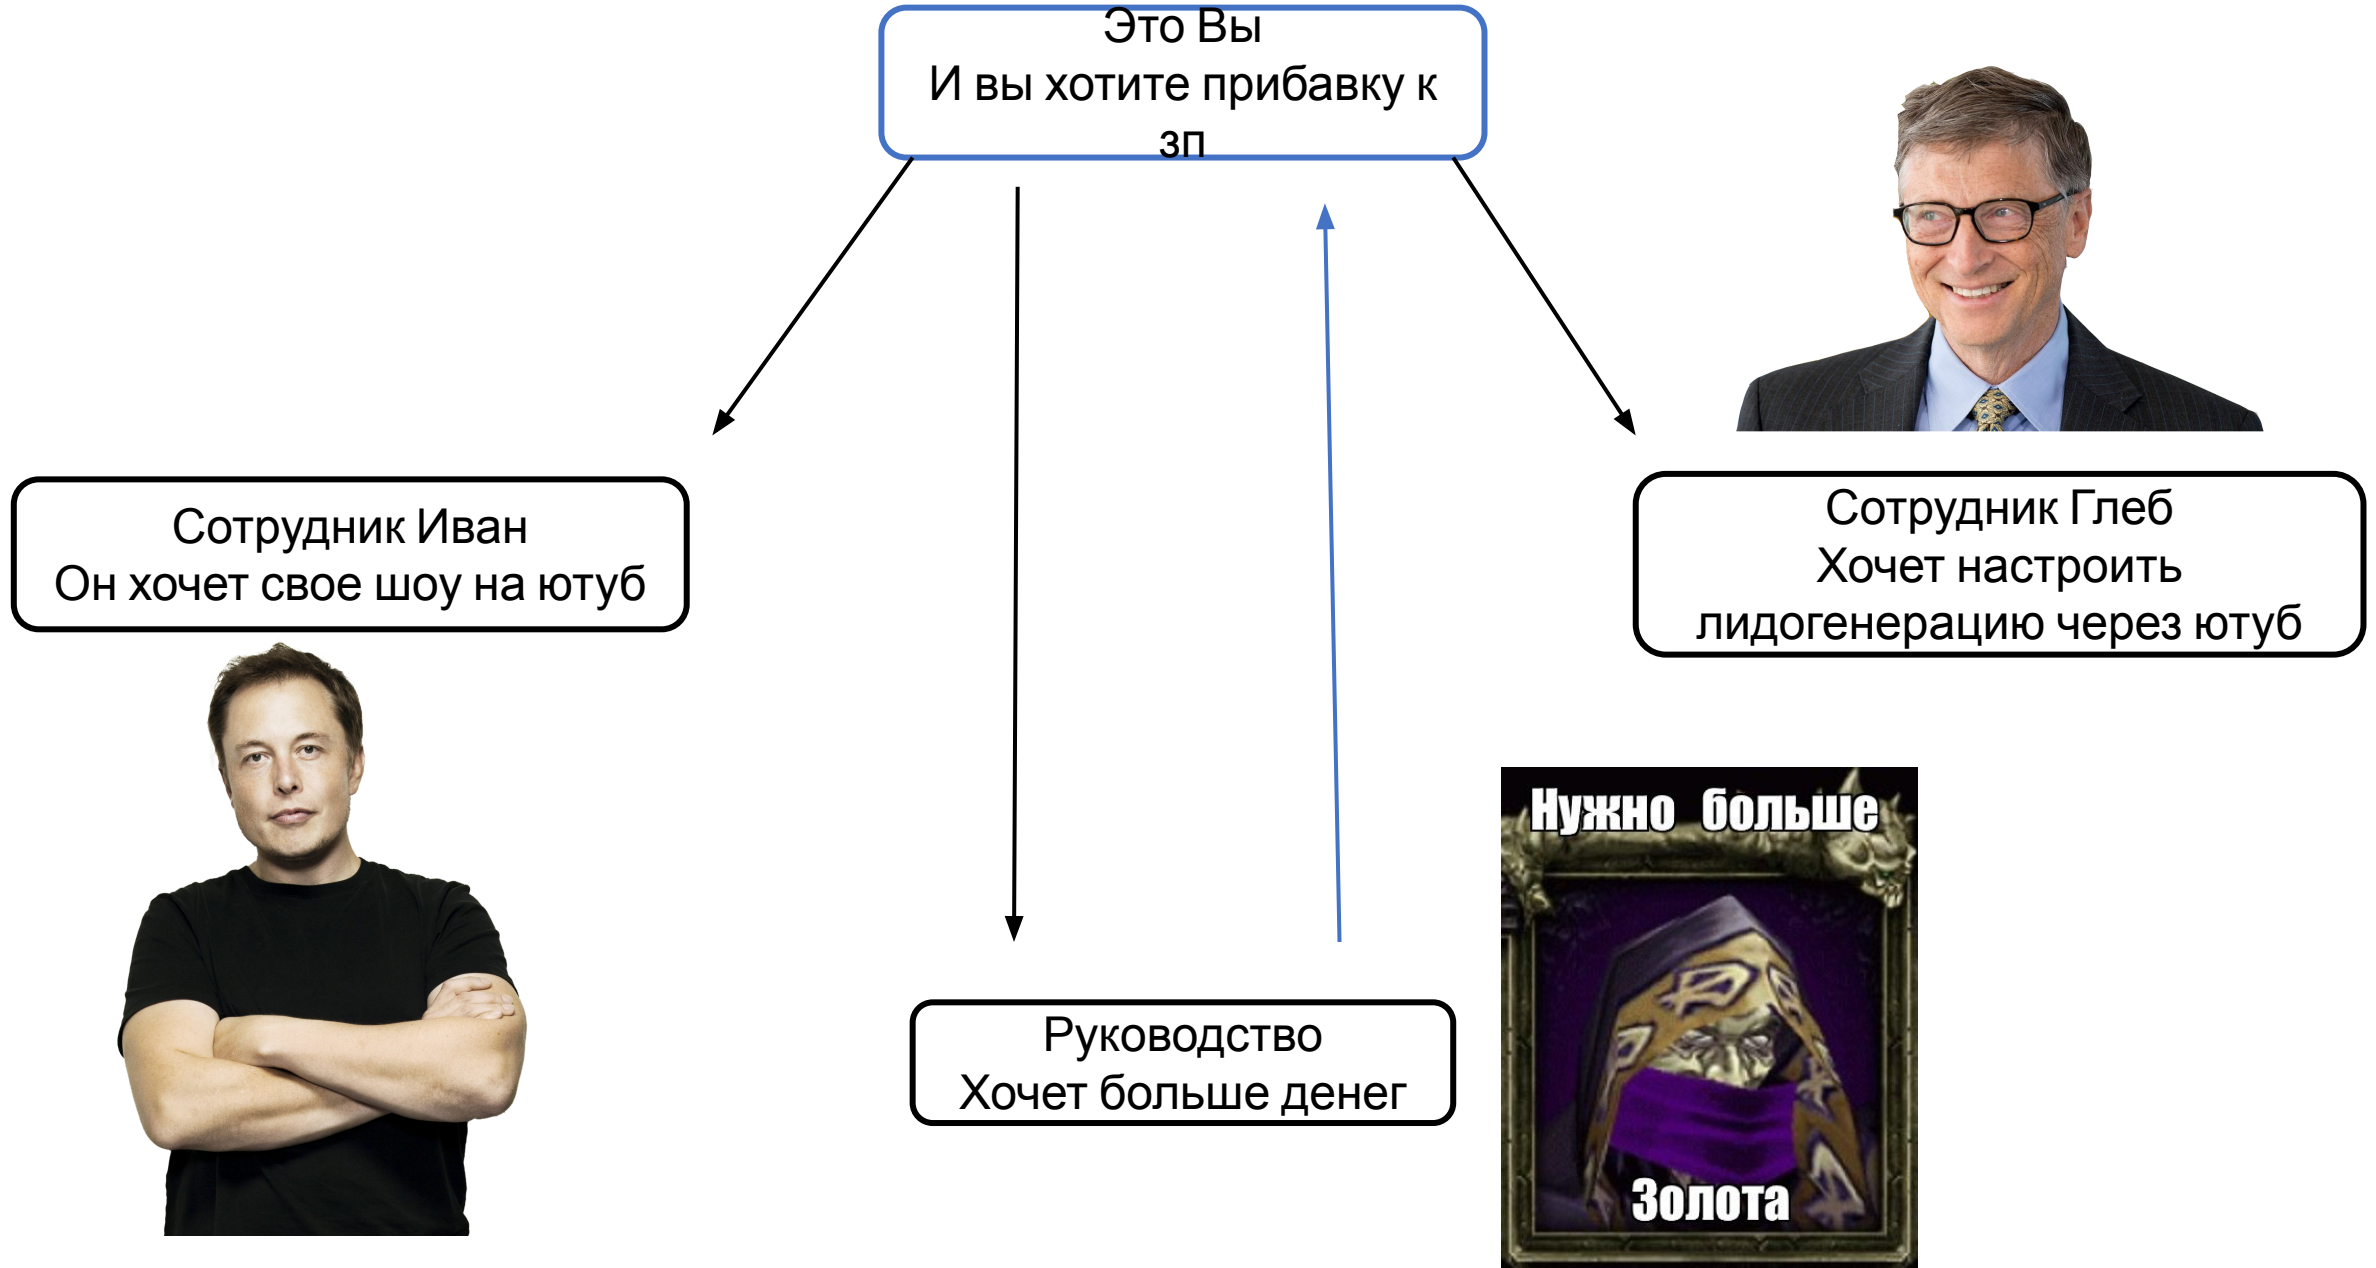 Это Вы
И вы хотите прибавку к
зп
Сотрудник Иван
Он хочет свое шоу на ютуб
Сотрудник Глеб
Хочет настроить
лидогенерацию через ютуб
Руководство
Хочет больше денег
Нужно больше
Золота